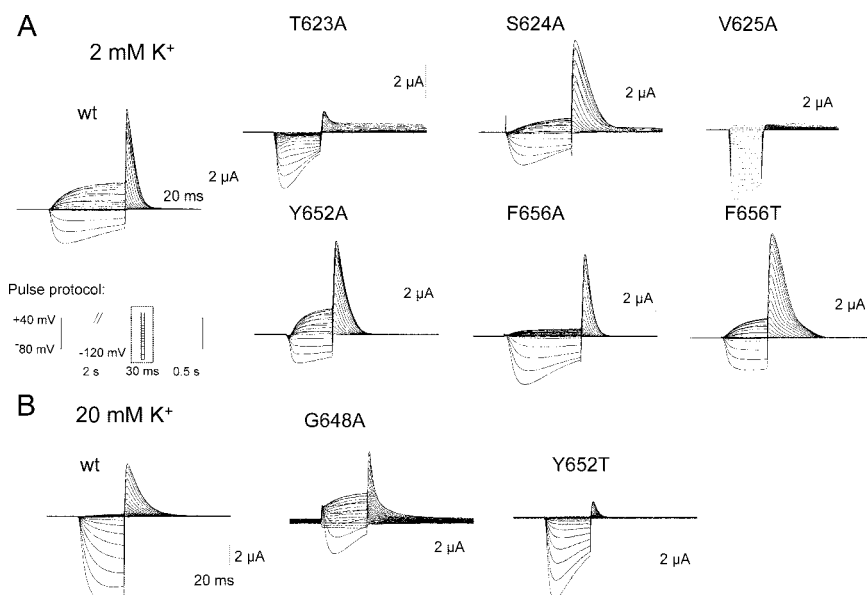 A
2 mM K+
wt
20 ms
2 µA
T623A
2 µA
S624A
2 µA
V625A
2 µA
Y652A
2 µA
F656A
2 µA
F656T
2 µA
Pulse protocol:
+40 mV
-80 mV
//
-120 mV
2 s
30 ms
0.5 s
B
20 mM K+
wt
2 µA
20 ms
G648A
2 µA
Y652T
2 µA